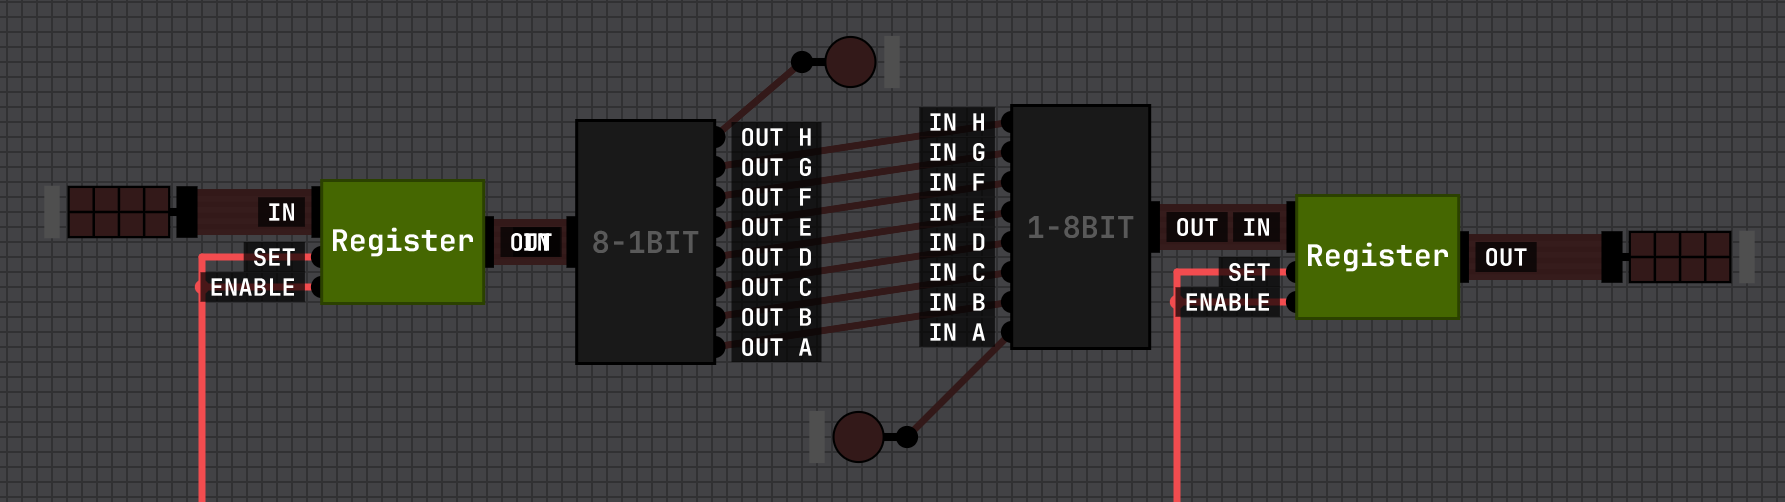 IN
SET
ENABLE
Register
OUT
IN
8-1BIT
OUT H
OUT G
OUT F
OUT E
OUT D
OUT C
OUT B
OUT A
IN H
IN G
IN F
IN E
IN D
IN C
IN B
IN A
1-8BIT
OUT
IN
SET
ENABLE
Register
OUT